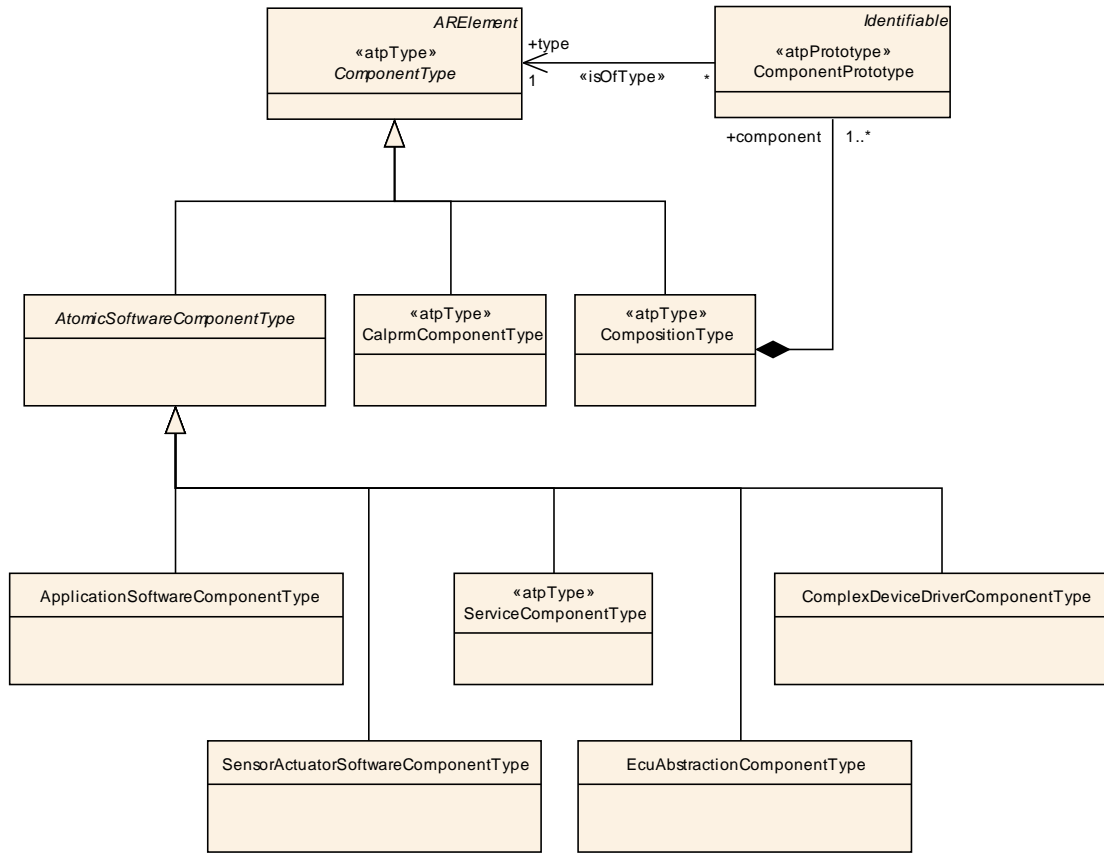 ARElement
«atpType»
ComponentType
+type
1
«isOfType»
*
Identifiable
«atpPrototype»
ComponentPrototype
+component
1..*
AtomicSoftwareComponentType
«atpType»
CalprmComponentType
«atpType»
CompositionType
ApplicationSoftwareComponentType
«atpType»
ServiceComponentType
ComplexDeviceDriverComponentType
SensorActuatorSoftwareComponentType
EcuAbstractionComponentType